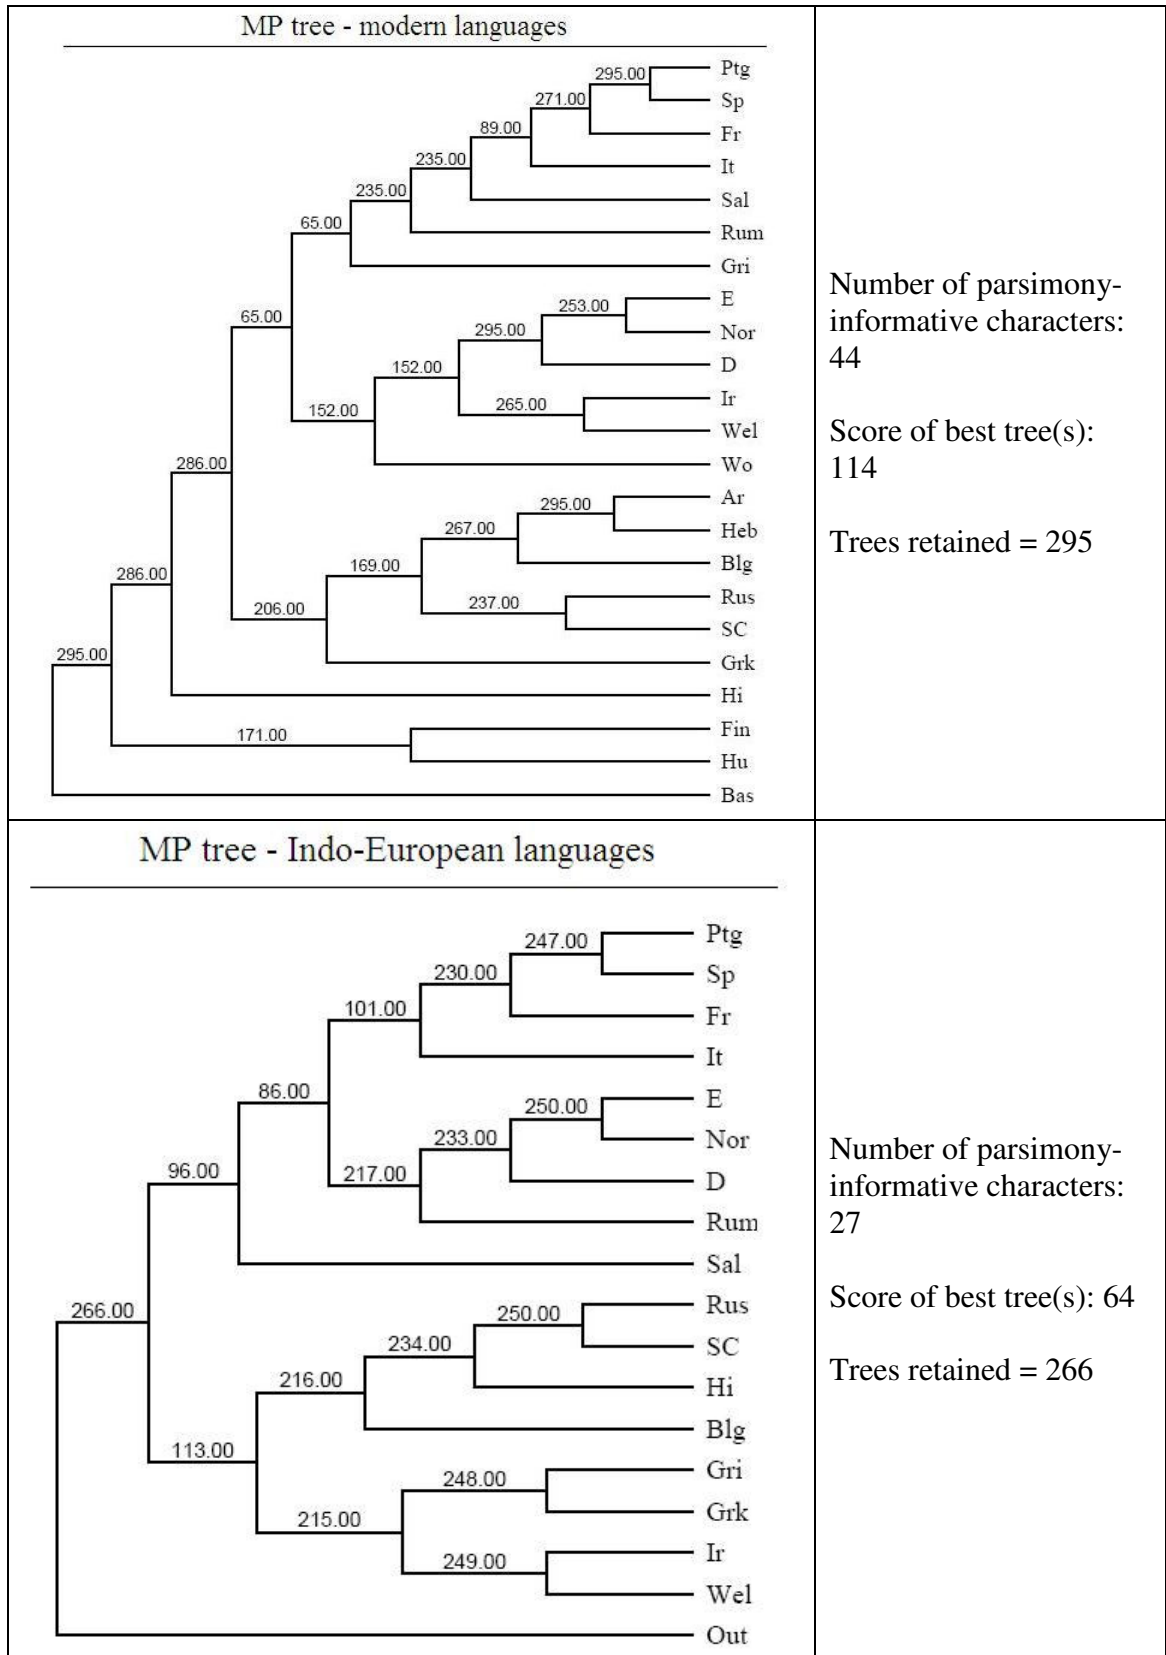 MP tree - modern languages
295.00
Ptg
Sp
271.00
Fr
89.00
It
235.00
Sal
235.00
Rum
65.00
Gri
65.00
253.00
E
Nor
295.00
D
152.00
265.00
Ir
Wel
152.00
Wo
286.00
295.00
Ar
Heb
267.00
Blg
169.00
237.00
Rus
SC
206.00
Grk
286.00
Hi
295.00
171.00
Fin
Hu
Bas
Number of parsimony-
informative characters:
44
Score of best tree(s):
114
Trees retained = 295
MP tree - Indo-European languages
247.00
Ptg
Sp
230.00
Fr
101.00
It
86.00
250.00
E
Nor
233.00
D
217.00
Rum
96.00
Sal
266.00
250.00
Rus
SC
234.00
Hi
216.00
Blg
113.00
248.00
Gri
Grk
215.00
249.00
Ir
Wel
Out
Number of parsimony-
informative characters:
27
Score of best tree(s): 64
Trees retained = 266